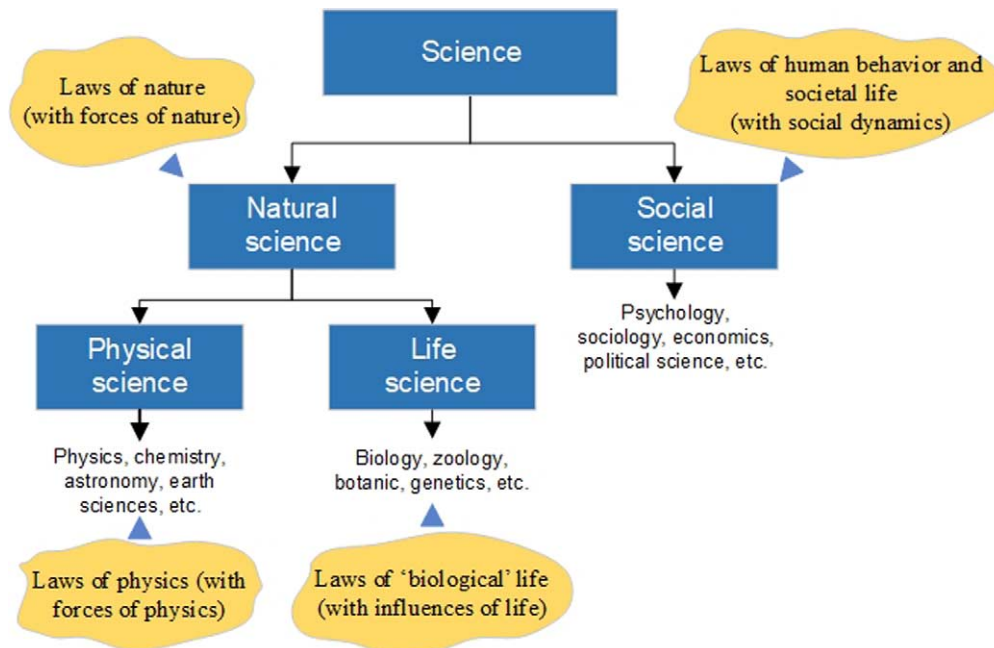 Science
Laws of nature
(with forces of nature)
Laws of human behavior and
societal life
(with social dynamics)
Natural
science
Social
science
Psychology,
sociology, economics,
political science, etc.
Physical
science
Life
science
Physics, chemistry,
astronomy, earth
sciences, etc.
Biology, zoology,
botanic, genetics, etc.
Laws of physics (with
forces of physics)
Laws of ‘biological’ life
(with influences of life)